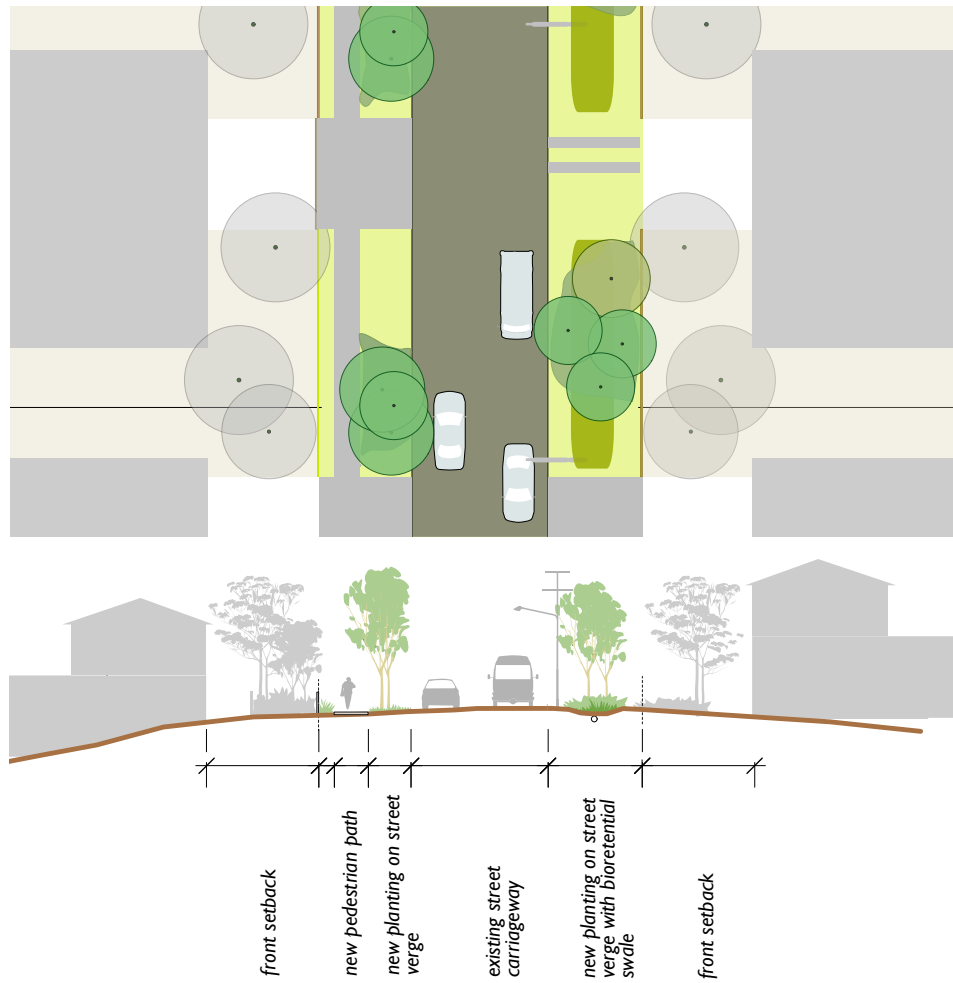 front setback
new pedestrian path
new planting on street
verge
existing street
carriageway
new planting on street
verge with bioretential
swale
front setback